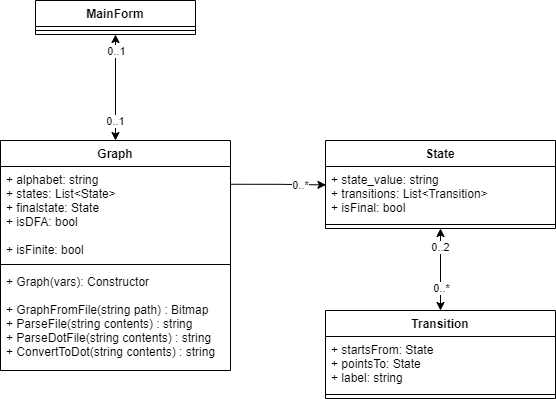 MainForm
0..1
0..1
Graph
+ alphabet: string
+ states: List<State>
+ finalstate: State
+ isDFA: bool
+ isFinite: bool
+ Graph(vars): Constructor
+ GraphFromFile(string path) : Bitmap
+ ParseFile(string contents) : string
+ ParseDotFile(string contents) : string
+ ConvertToDot(string contents) : string
0..*
State
+ state_value: string
+ transitions: List<Transition>
+ isFinal: bool
0..2
0..*
Transition
+ startsFrom: State
+ pointsTo: State
+ label: string